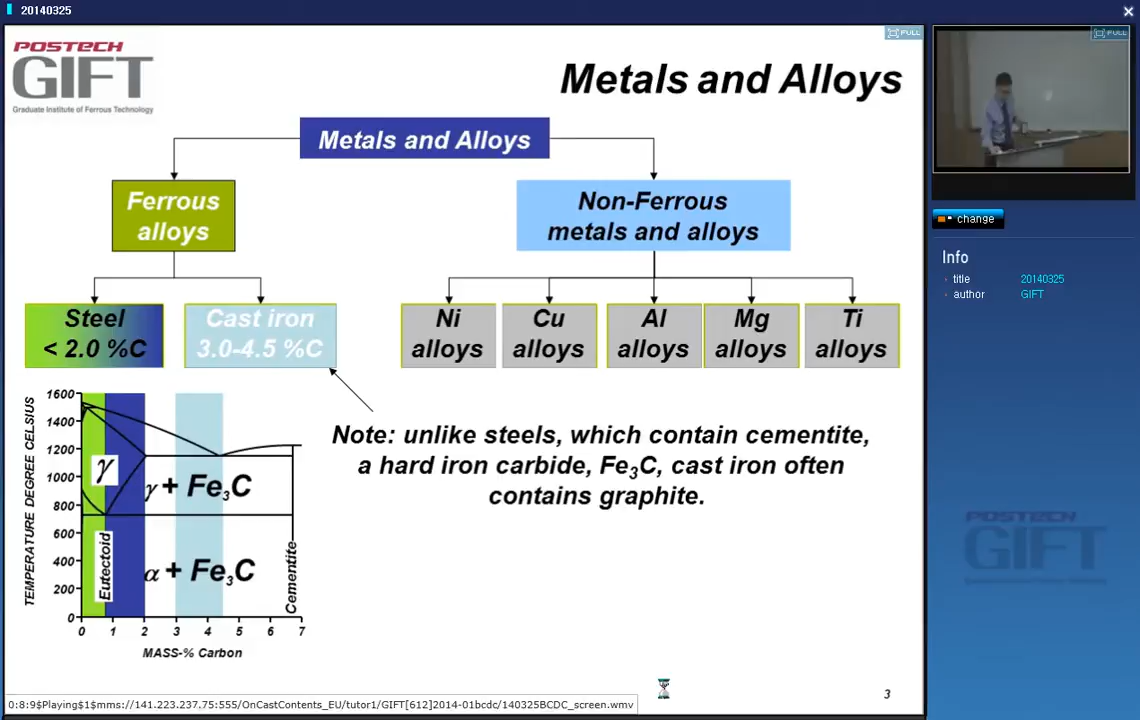 20140325
POSTECH
GIFT
Graduate Institute of Ferrous Technology
FULL
Metals and Alloys
Metals and Alloys
Ferrous
alloys
Non-Ferrous
metals and alloys
Steel
< 2.0 %C
Cast iron
3.0-4.5 %C
Ni
alloys
Cu
alloys
Al
alloys
Mg
alloys
Ti
alloys
Note: unlike steels, which contain cementite,
a hard iron carbide, Fe₃C, cast iron often
contains graphite.
TEMPERATURE DEGREE CELSIUS
1600
1400
1200
1000
800
600
400
200
0
γ
γ + Fe₃C
α + Fe₃C
Eutectoid
Cementite
0 1 2 3 4 5 6 7
MASS-% Carbon
3
0:8:9$Playing$1$mms://141.223.237.75:555/OnCastContents_EU/tutor1/GIFT[612]2014-01bcdc/140325BCDC_screen.wmv
FULL
change
Info
title 20140325
author GIFT
POSTECH
GIFT